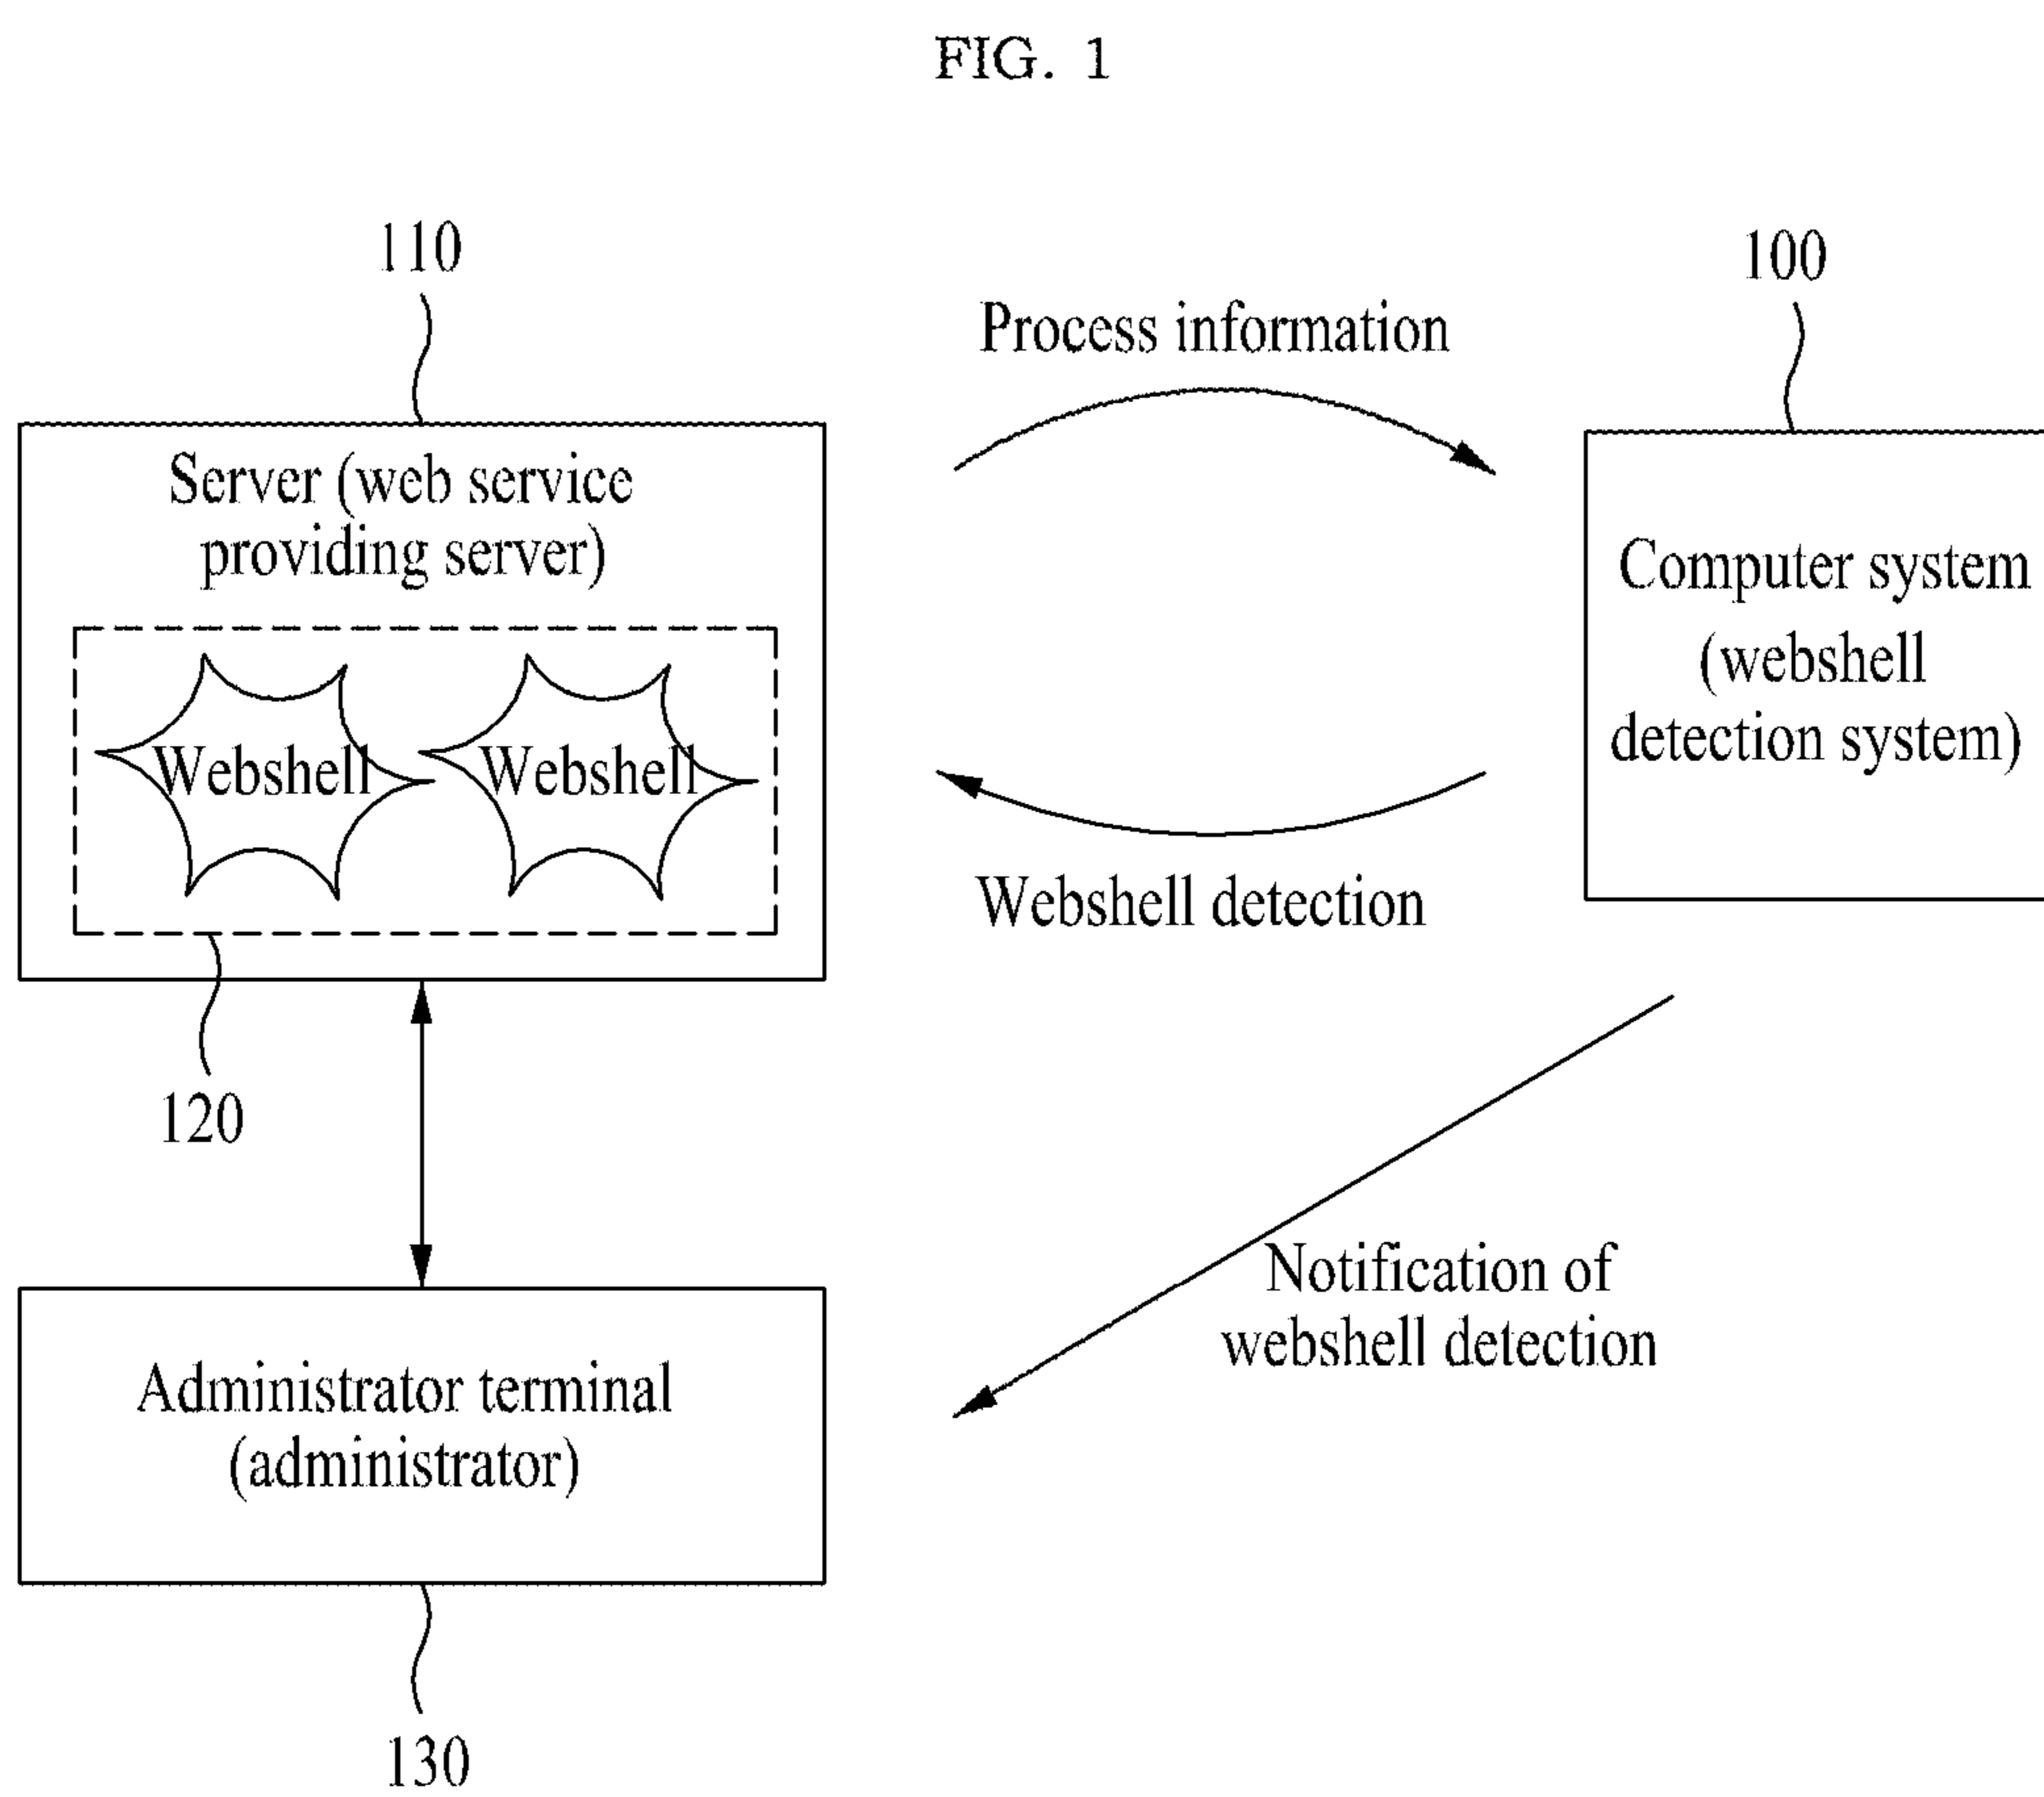 FIG. 1
110
100
Process information
Server (web service
providing server)
Computer system
(webshell
detection system)
Webshell
Webshell
Webshell detection
120
Notification of
webshell detection
Administrator terminal
(administrator)
130